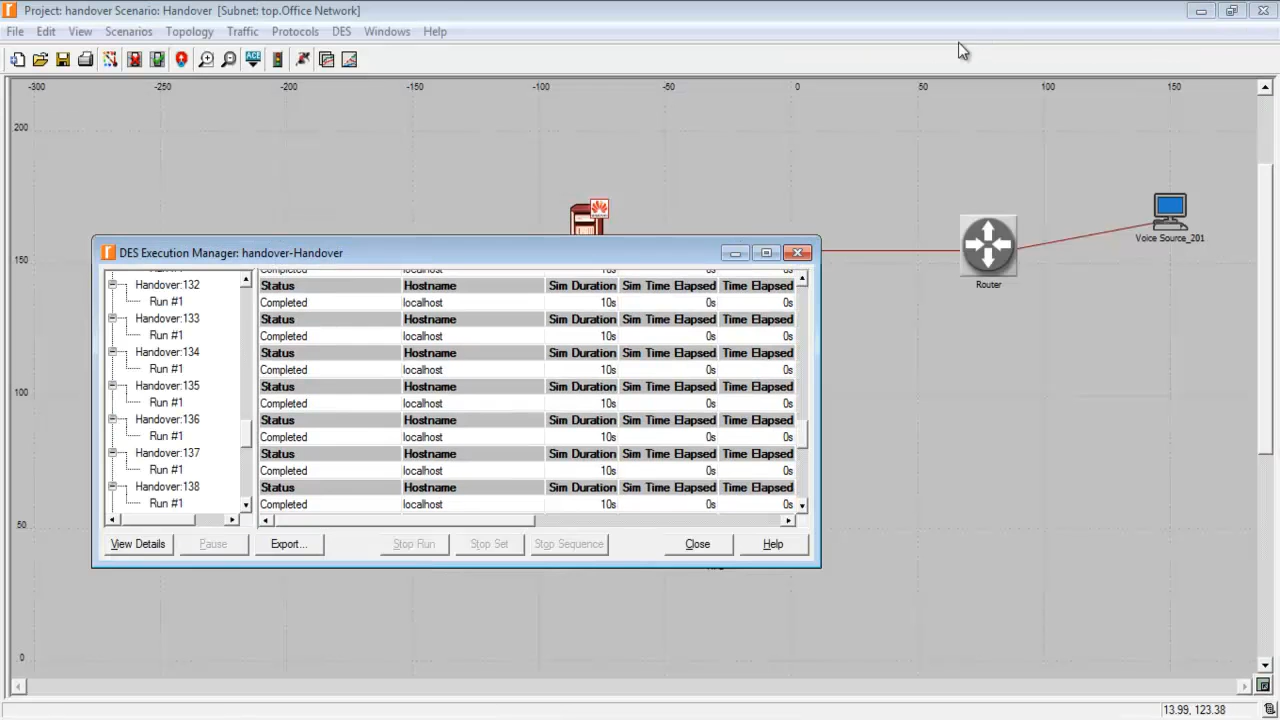 Project: handover Scenario: Handover [Subnet: top.Office Network]
File Edit View Scenarios Topology Traffic Protocols DES Windows Help
-300 -250 -200 -150 -100 -50 0 50 100 150
200
150
100
50
0
Voice Source_201
Router
DES Execution Manager: handover-Handover
Handover:132 Status Hostname Sim Duration Sim Time Elapsed Time Elapsed
Run #1 Completed localhost 10s 0s 0s
Handover:133 Status Hostname Sim Duration Sim Time Elapsed Time Elapsed
Run #1 Completed localhost 10s 0s 0s
Handover:134 Status Hostname Sim Duration Sim Time Elapsed Time Elapsed
Run #1 Completed localhost 10s 0s 0s
Handover:135 Status Hostname Sim Duration Sim Time Elapsed Time Elapsed
Run #1 Completed localhost 10s 0s 0s
Handover:136 Status Hostname Sim Duration Sim Time Elapsed Time Elapsed
Run #1 Completed localhost 10s 0s 0s
Handover:137 Status Hostname Sim Duration Sim Time Elapsed Time Elapsed
Run #1 Completed localhost 10s 0s 0s
Handover:138 Status Hostname Sim Duration Sim Time Elapsed Time Elapsed
Run #1 Completed localhost 10s 0s 0s
View Details Pause Export... Stop Run Stop Set Stop Sequence Close Help
13.99, 123.38